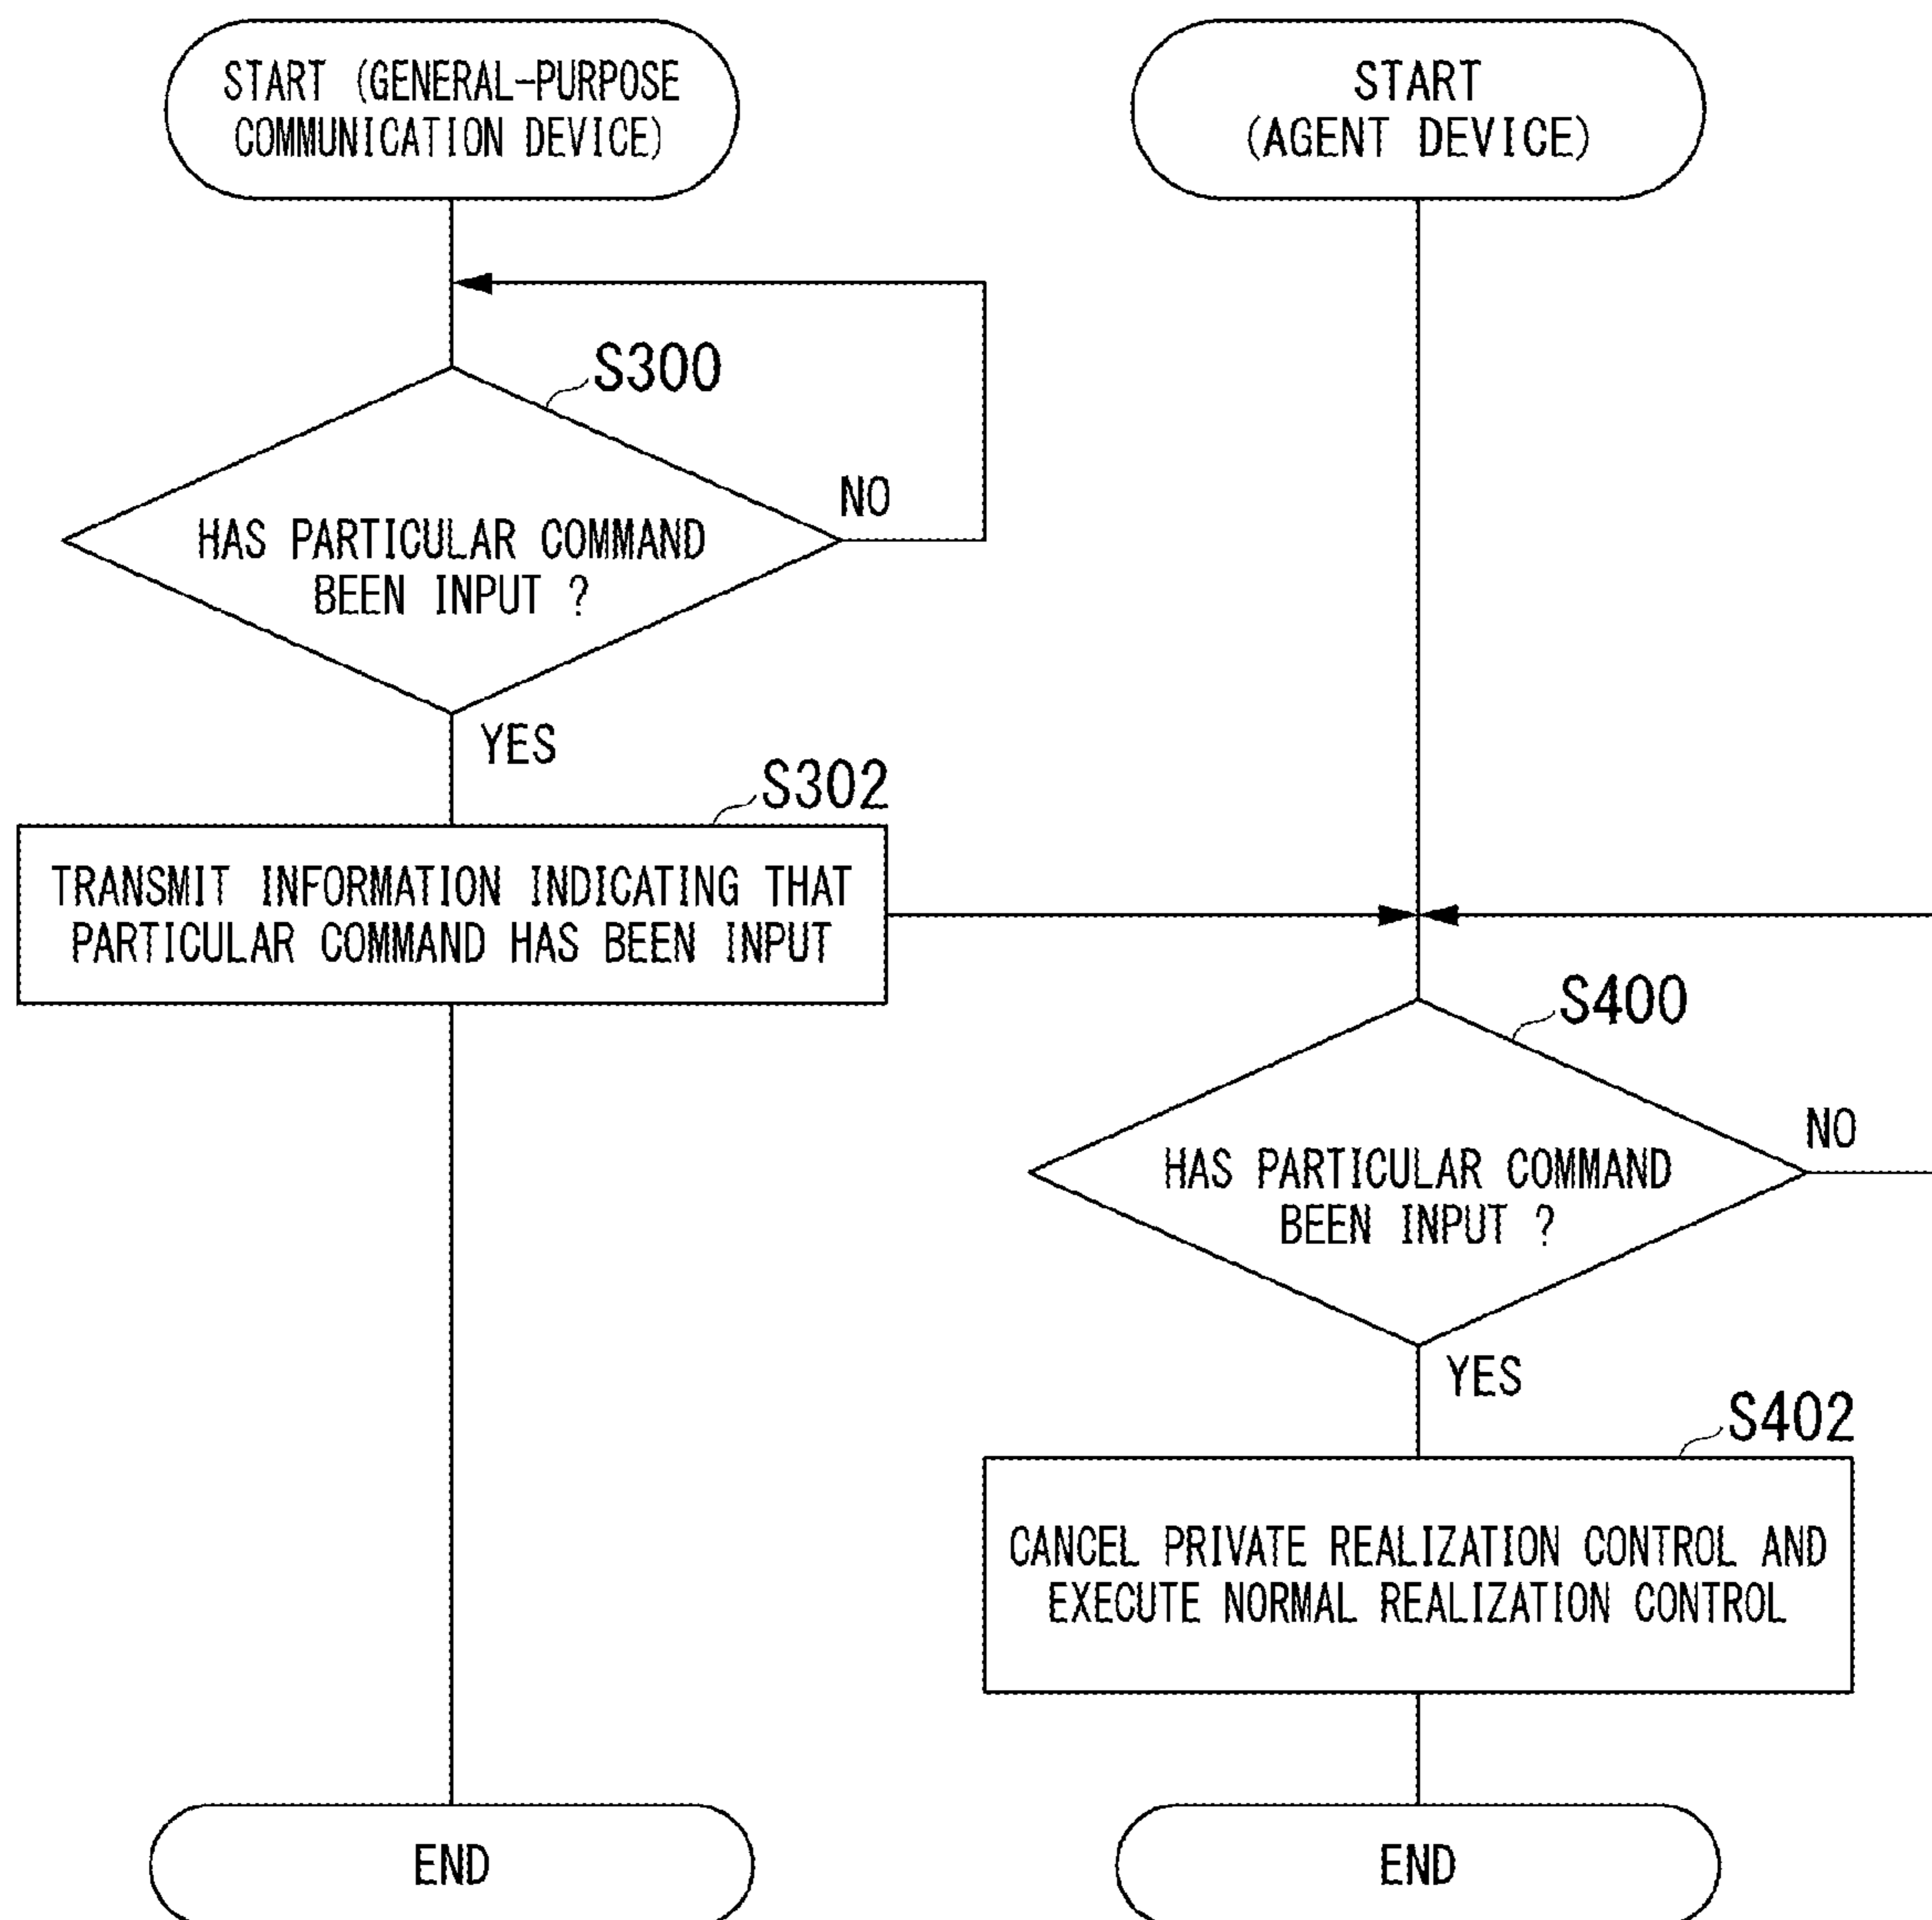 START (GENERAL-PURPOSE
COMMUNICATION DEVICE)
S300
HAS PARTICULAR COMMAND
BEEN INPUT ?
NO
YES
S302
TRANSMIT INFORMATION INDICATING THAT
PARTICULAR COMMAND HAS BEEN INPUT
END
START
(AGENT DEVICE)
S400
HAS PARTICULAR COMMAND
BEEN INPUT ?
NO
YES
S402
CANCEL PRIVATE REALIZATION CONTROL AND
EXECUTE NORMAL REALIZATION CONTROL
END